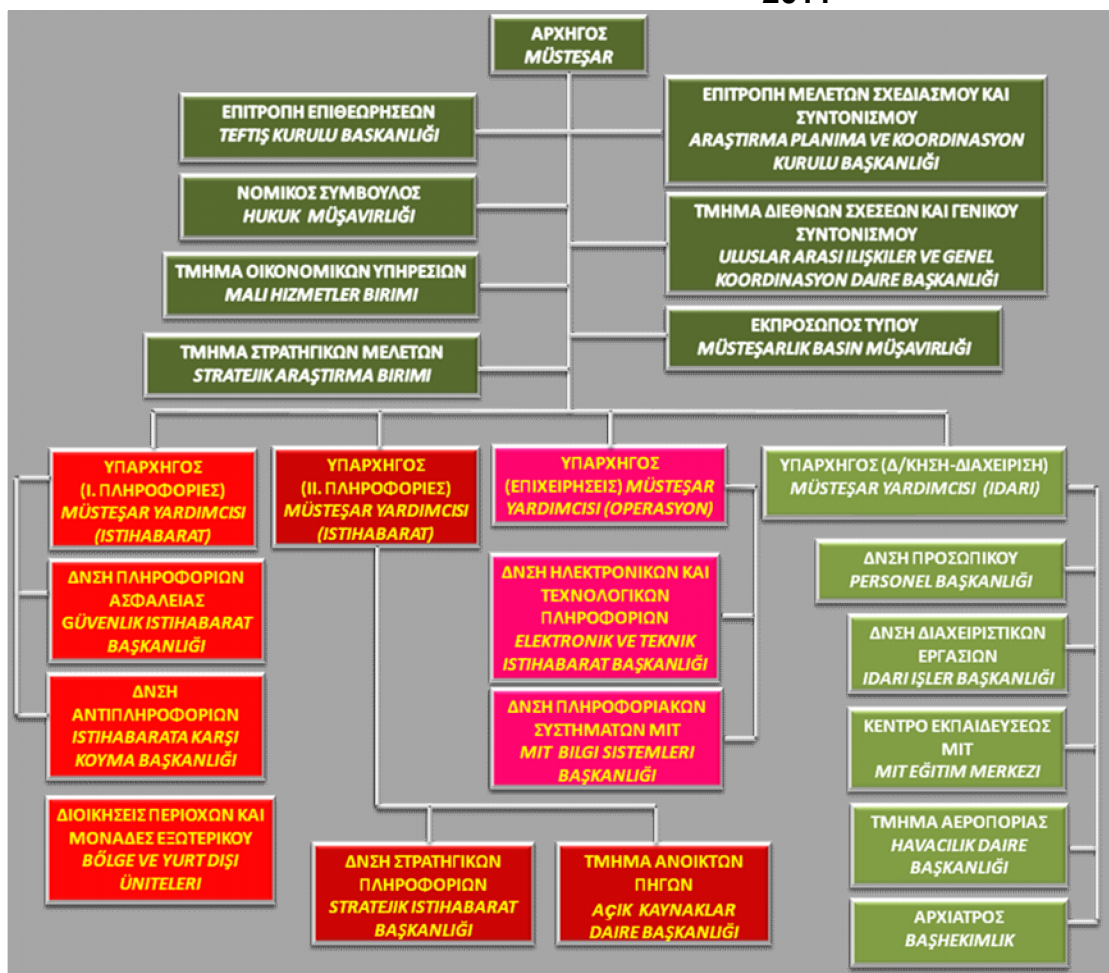 ΑΡΧΗΓΟΣ
MÜSTEŞAR
ΕΠΙΤΡΟΠΗ ΕΠΙΘΕΩΡΗΣΕΩΝ
TEFTIŞ KURULU BASKANLIĞI
ΕΠΙΤΡΟΠΗ ΜΕΛΕΤΩΝ ΣΧΕΔΙΑΣΜΟΥ ΚΑΙ
ΣΥΝΤΟΝΙΣΜΟΥ
ARAŞTIRMA PLANIMA VE KOORDINASYON
KURULU BAŞKANLIĞI
ΝΟΜΙΚΟΣ ΣΥΜΒΟΥΛΟΣ
HUKUK MÜŞAVIRLIĞI
ΤΜΗΜΑ ΔΙΕΘΝΩΝ ΣΧΕΣΕΩΝ ΚΑΙ ΓΕΝΙΚΟΥ
ΣΥΝΤΟΝΙΣΜΟΥ
ULUSLAR ARASI ILIŞKILER VE GENEL
KOORDINASYON DAIRE BAŞKANLIĞI
ΤΜΗΜΑ ΟΙΚΟΝΟΜΙΚΩΝ ΥΠΗΡΕΣΙΩΝ
MALI HIZMETLER BIRIMI
ΕΚΠΡΟΣΩΠΟΣ ΤΥΠΟΥ
MÜSTEŞARLIK BASIN MÜŞAVIRLIĞI
ΤΜΗΜΑ ΣΤΡΑΤΗΓΙΚΩΝ ΜΕΛΕΤΩΝ
STRATEJIK ARAŞTIRMA BIRIMI
ΥΠΑΡΧΗΓΟΣ
(Ι. ΠΛΗΡΟΦΟΡΙΕΣ)
MÜSTEŞAR YARDIMCISI
(ISTIHABARAT)
ΔΝΣΗ ΠΛΗΡΟΦΟΡΙΩΝ
ΑΣΦΑΛΕΙΑΣ
GÜVENLIK ISTIHABARAT
BAŞKANLIĞI
ΔΝΣΗ
ΑΝΤΙΠΛΗΡΟΦΟΡΙΩΝ
ISTIHABARATA KARŞI
KOYMA BAŞKANLIĞI
ΔΙΟΙΚΗΣΕΙΣ ΠΕΡΙΟΧΩΝ ΚΑΙ
ΜΟΝΑΔΕΣ ΕΞΩΤΕΡΙΚΟΥ
BŐLGE VE YURT DIŞI
ÜNITELERI
ΥΠΑΡΧΗΓΟΣ
(ΙΙ. ΠΛΗΡΟΦΟΡΙΕΣ)
MÜSTEŞAR YARDIMCISI
(ISTIHABARAT)
ΔΝΣΗ ΣΤΡΑΤΗΓΙΚΩΝ
ΠΛΗΡΟΦΟΡΙΩΝ
STRATEJIK ISTIHABARAT
BAŞKANLIĞI
ΤΜΗΜΑ ΑΝΟΙΚΤΩΝ
ΠΗΓΩΝ
AÇIK KAYNAKLAR
DAIRE BAŞKANLIĞI
ΥΠΑΡΧΗΓΟΣ
(ΕΠΙΧΕΙΡΗΣΕΙΣ) MÜSTEŞAR
YARDIMCISI (OPERASYON)
ΔΝΣΗ ΗΛΕΚΤΡΟΝΙΚΩΝ ΚΑΙ
ΤΕΧΝΟΛΟΓΙΚΩΝ
ΠΛΗΡΟΦΟΡΙΩΝ
ELEKTRONIK VE TEKNIK
ISTIHABARAT BAŞKANLIĞI
ΔΝΣΗ ΠΛΗΡΟΦΟΡΙΑΚΩΝ
ΣΥΣΤΗΜΑΤΩΝ ΜΙΤ
MIT BILGI SISTEMLERI
BAŞKANLIĞI
ΥΠΑΡΧΗΓΟΣ (Δ/ΚΗΣΗ-ΔΙΑΧΕΙΡΙΣΗ)
MÜSTEŞAR YARDIMCISI (IDARI)
ΔΝΣΗ ΠΡΟΣΩΠΙΚΟΥ
PERSONEL BAŞKANLIĞI
ΔΝΣΗ ΔΙΑΧΕΙΡΙΣΤΙΚΩΝ
ΕΡΓΑΣΙΩΝ
IDARI IŞLER BAŞKANLIĞI
ΚΕΝΤΡΟ ΕΚΠΑΙΔΕΥΣΕΩΣ
ΜΙΤ
MIT EĞITIM MERKEZI
ΤΜΗΜΑ ΑΕΡΟΠΟΡΙΑΣ
HAVACILIK DAIRE
BAŞKANLIĞI
ΑΡΧΙΑΤΡΟΣ
BAŞHEKIMLIK